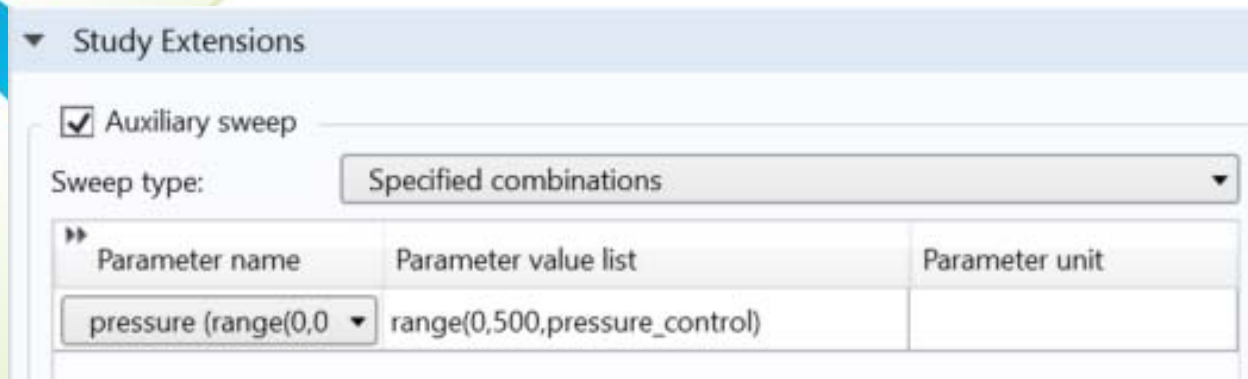 Study Extensions
Auxiliary sweep
Sweep type: Specified combinations
Parameter name Parameter value list Parameter unit
pressure (range(0,0 range(0,500,pressure_control)